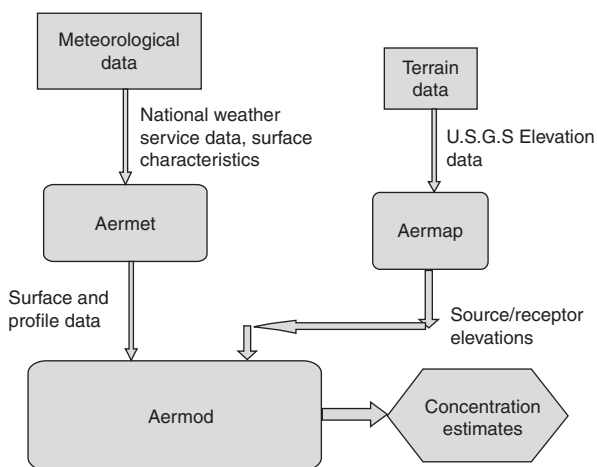 Meteorological
data
Terrain
data
National weather
service data, surface
characteristics
U.S.G.S Elevation
data
Aermet
Aermap
Surface and
profile data
Source/receptor
elevations
Aermod
Concentration
estimates